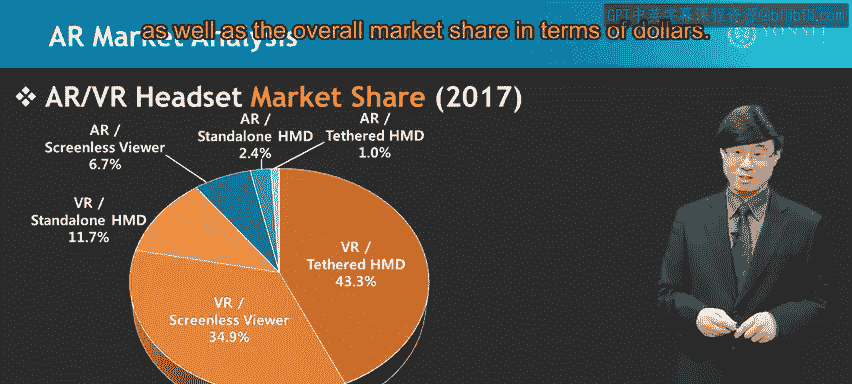 AR Market Analysis
as well as the overall market share in terms of dollars.
❖ AR/VR Headset Market Share (2017)
AR /
Screenless Viewer
6.7%
AR /
Standalone HMD
2.4%
AR /
Tethered HMD
1.0%
VR /
Standalone HMD
11.7%
VR /
Tethered HMD
43.3%
VR /
Screenless Viewer
34.9%